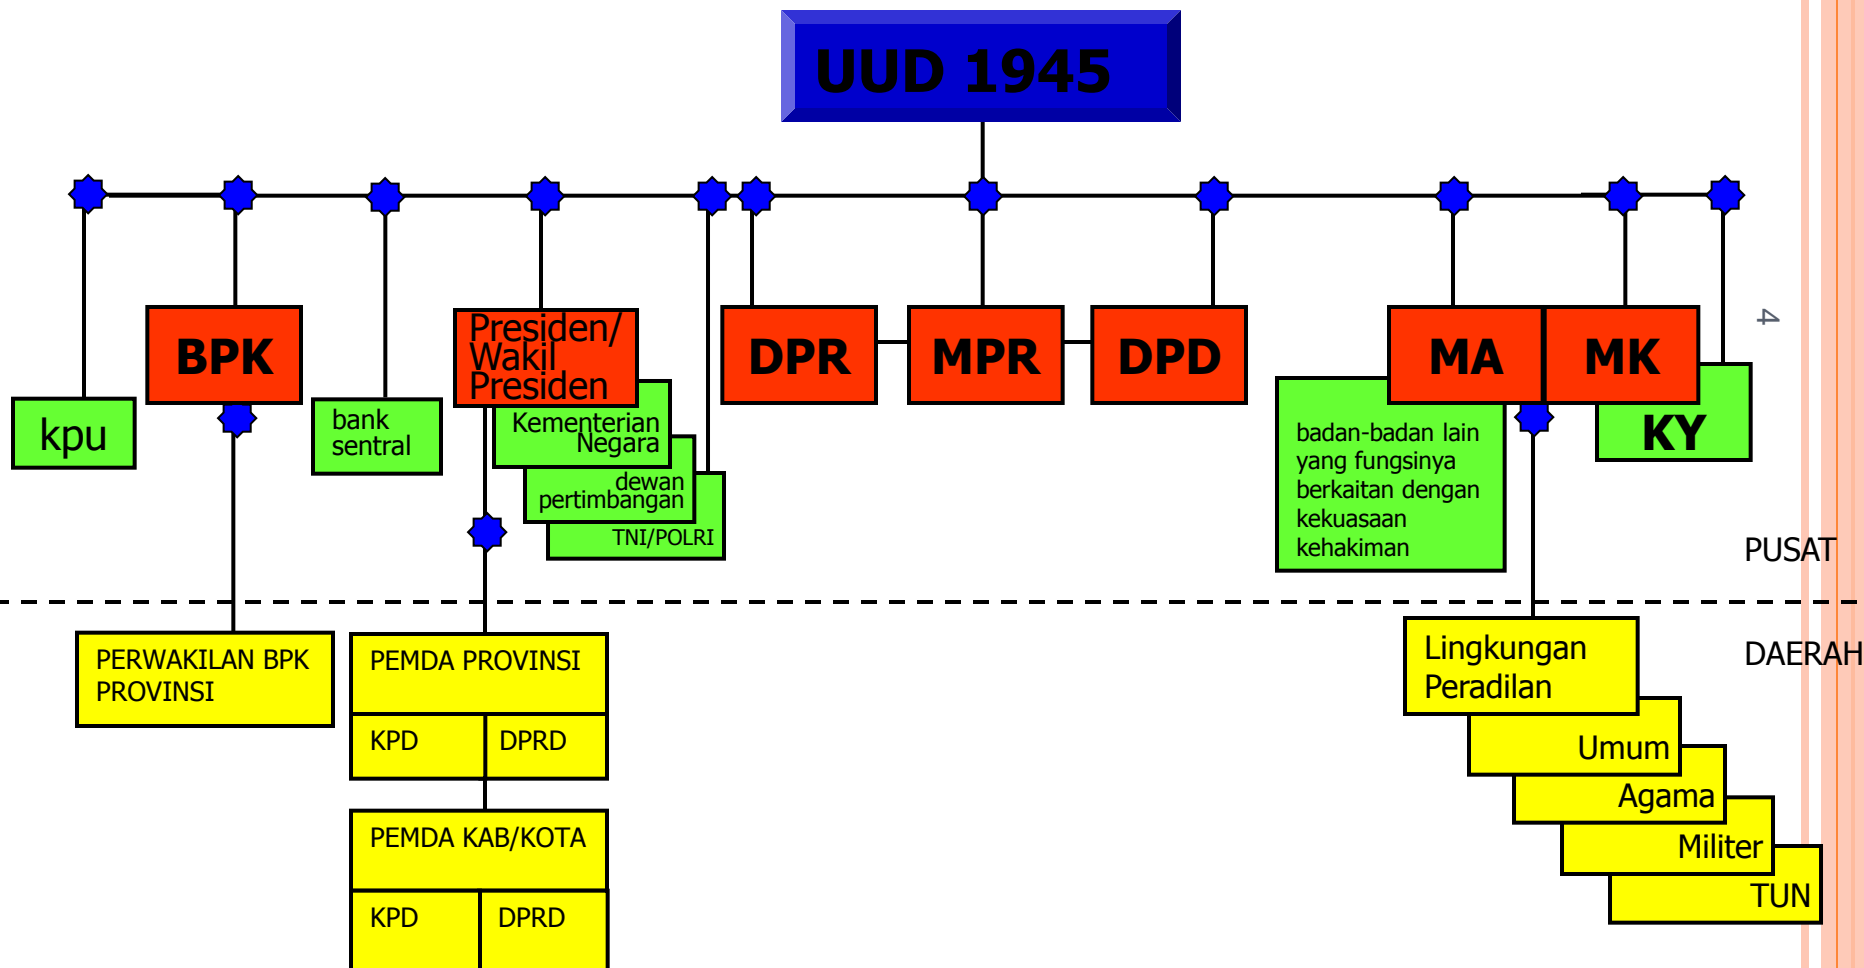 UUD 1945
BPK
Presiden/
Wakil
Presiden
DPR
MPR
DPD
MA
MK
4
kpu
bank
sentral
Kementerian
Negara
dewan
pertimbangan
TNI/POLRI
badan-badan lain
yang fungsinya
berkaitan dengan
kekuasaan
kehakiman
KY
PUSAT
DAERAH
PERWAKILAN BPK
PROVINSI
PEMDA PROVINSI
KPD
DPRD
PEMDA KAB/KOTA
KPD
DPRD
Lingkungan
Peradilan
Umum
Agama
Militer
TUN